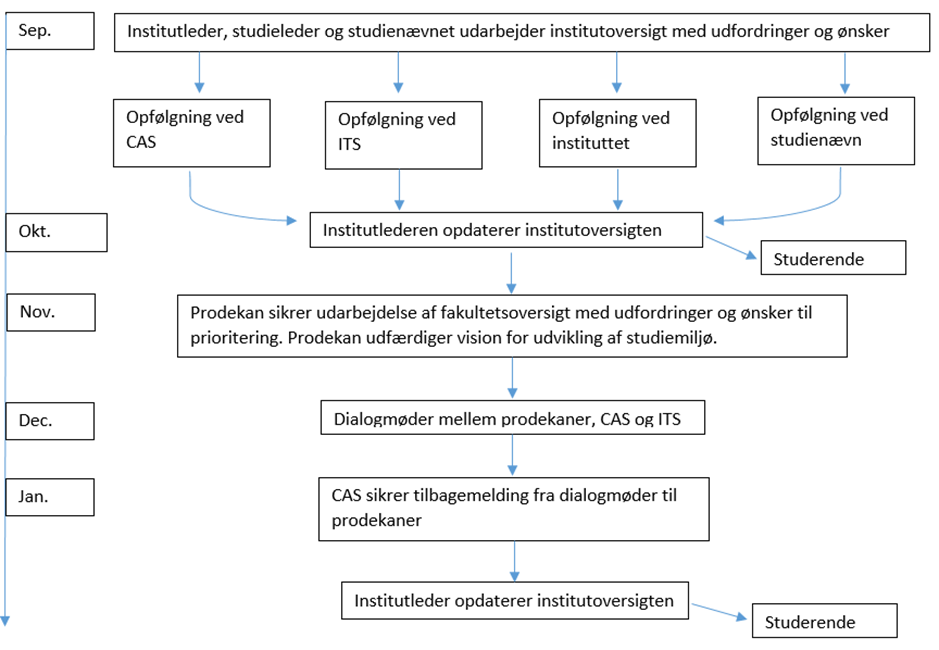 Sep.
Institutleder, studieleder og studienævnet udarbejder institutoversigt med udfordringer og ønsker
Opfølgning ved
CAS
Opfølgning ved
ITS
Opfølgning ved
instituttet
Opfølgning ved
studienævn
Okt.
Institutlederen opdaterer institutoversigten
Studerende
Nov.
Prodekan sikrer udarbejdelse af fakultetsoversigt med udfordringer og ønsker til
prioritering. Prodekan udfærdiger vision for udvikling af studiemiljø.
Dec.
Dialogmøder mellem prodekaner, CAS og ITS
Jan.
CAS sikrer tilbagemelding fra dialogmøder til
prodekaner
Institutleder opdaterer institutoversigten
Studerende